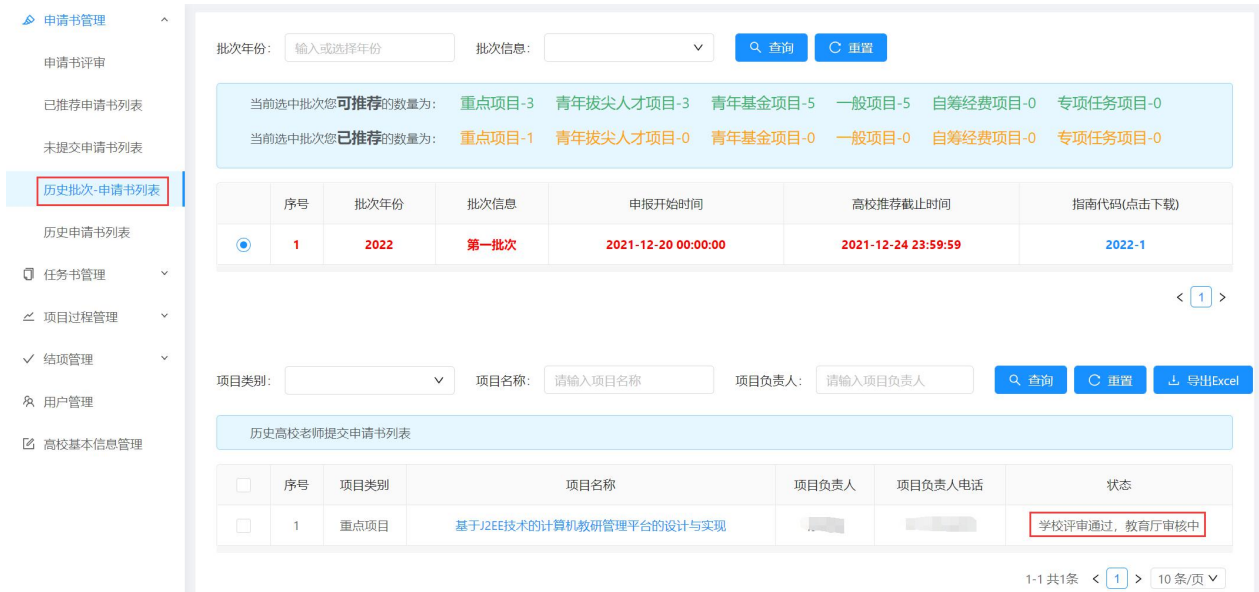 申请书管理
申请书评审
已推荐申请书列表
未提交申请书列表
历史批次-申请书列表
历史申请书列表
任务书管理
项目过程管理
结项管理
用户管理
高校基本信息管理
批次年份: 输入或选择年份 批次信息: 查询 重置
当前选中批次您可推荐的数量为: 重点项目-3 青年拔尖人才项目-3 青年基金项目-5 一般项目-5 自筹经费项目-0 专项任务项目-0
当前选中批次您已推荐的数量为: 重点项目-1 青年拔尖人才项目-0 青年基金项目-0 一般项目-0 自筹经费项目-0 专项任务项目-0
序号 批次年份 批次信息 申报开始时间 高校推荐截止时间 指南代码(点击下载)
1 2022 第一批次 2021-12-20 00:00:00 2021-12-24 23:59:59 2022-1
< 1 >
项目类别: 项目名称: 请输入项目名称 项目负责人: 请输入项目负责人 查询 重置 导出Excel
历史高校老师提交申请书列表
序号 项目类别 项目名称 项目负责人 项目负责人电话 状态
1 重点项目 基于J2EE技术的计算机教研管理平台的设计与实现 学校评审通过，教育厅审核中
1-1 共1条 < 1 > 10 条/页